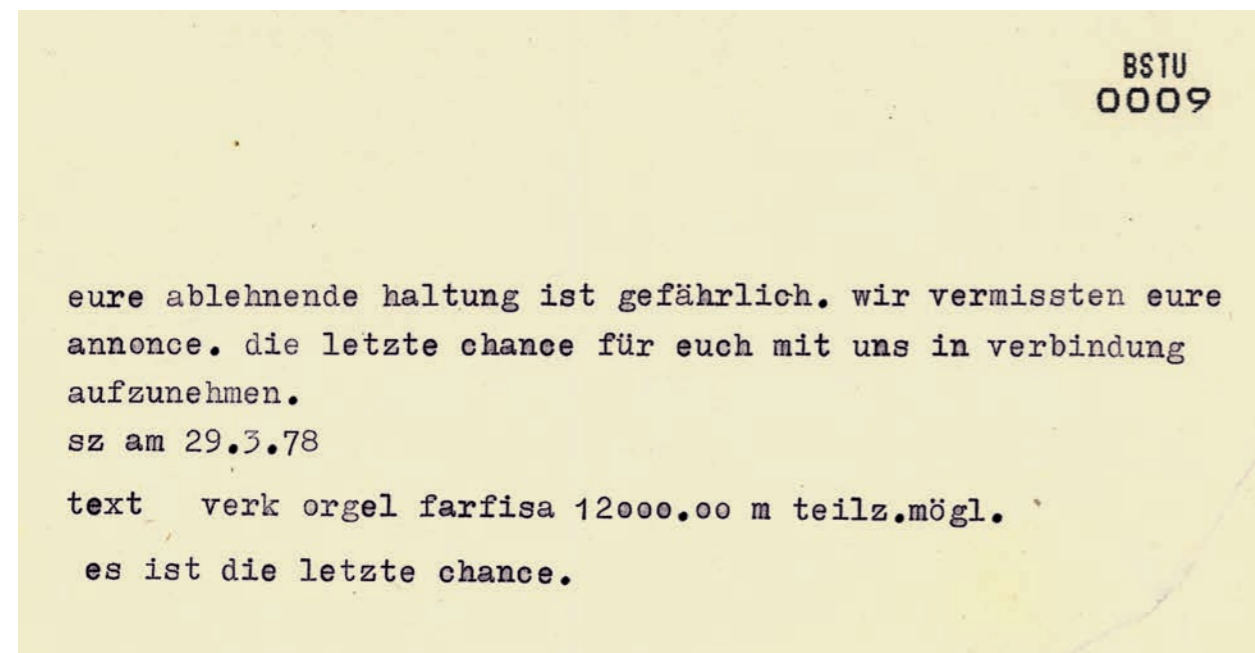 BSTU
0009
eure ablehnende haltung ist gefährlich. wir vermissten eure
annonce. die letzte chance für euch mit uns in verbindung
aufzunehmen.
sz am 29.3.78
text verk orgel farfisa 12ooo.oo m teilz.mögl.
es ist die letzte chance.